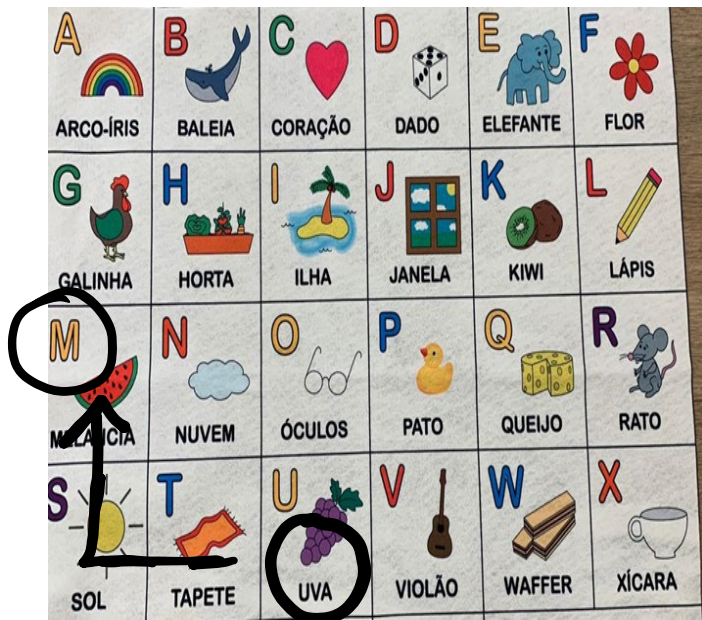 A B C D E F
ARCO-ÍRIS BALEIA CORAÇÃO DADO ELEFANTE FLOR
G H I J K L
GALINHA HORTA ILHA JANELA KIWI LÁPIS
M N O P Q R
MELANCIA NUVEM ÓCULOS PATO QUEIJO RATO
S T U V W X
SOL TAPETE UVA VIOLÃO WAFFER XÍCARA